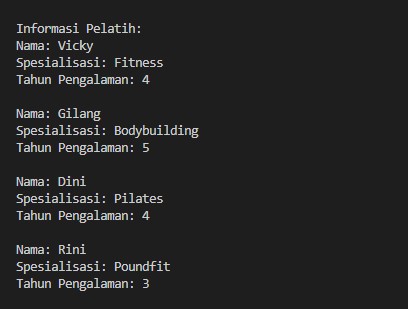 Informasi Pelatih:
Nama: Vicky
Spesialisasi: Fitness
Tahun Pengalaman: 4
Nama: Gilang
Spesialisasi: Bodybuilding
Tahun Pengalaman: 5
Nama: Dini
Spesialisasi: Pilates
Tahun Pengalaman: 4
Nama: Rini
Spesialisasi: Poundfit
Tahun Pengalaman: 3